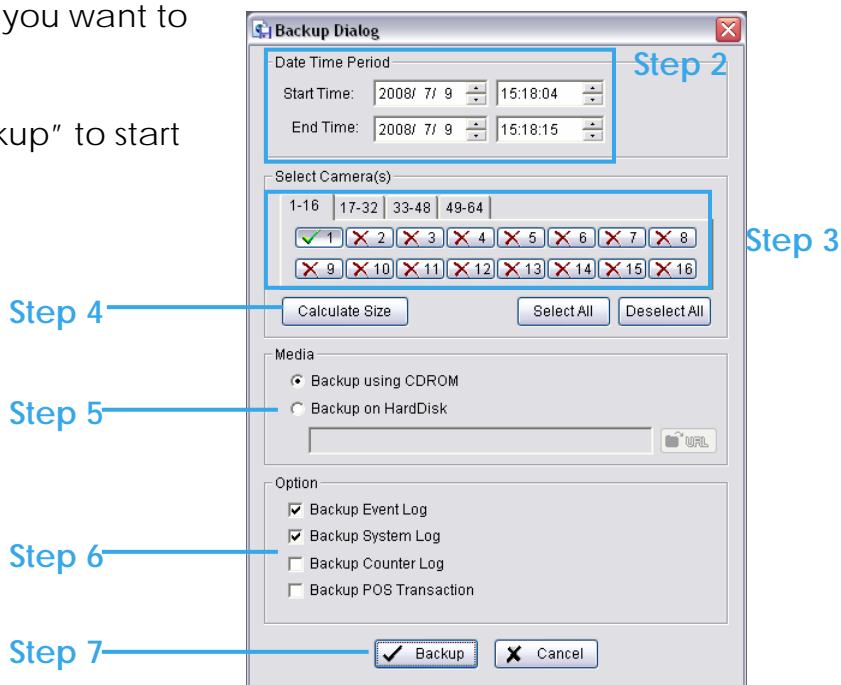 you want to
kup" to start
Backup Dialog
Date Time Period
Step 2
Start Time: 2008/ 7/ 9 15:18:04
End Time: 2008/ 7/ 9 15:18:15
Select Camera(s)
1-16 17-32 33-48 49-64
1 2 3 4 5 6 7 8
Step 3
9 10 11 12 13 14 15 16
Step 4
Calculate Size Select All Deselect All
Media
Backup using CDROM
Step 5
Backup on HardDisk
URL
Option
Backup Event Log
Backup System Log
Step 6
Backup Counter Log
Backup POS Transaction
Step 7
Backup Cancel